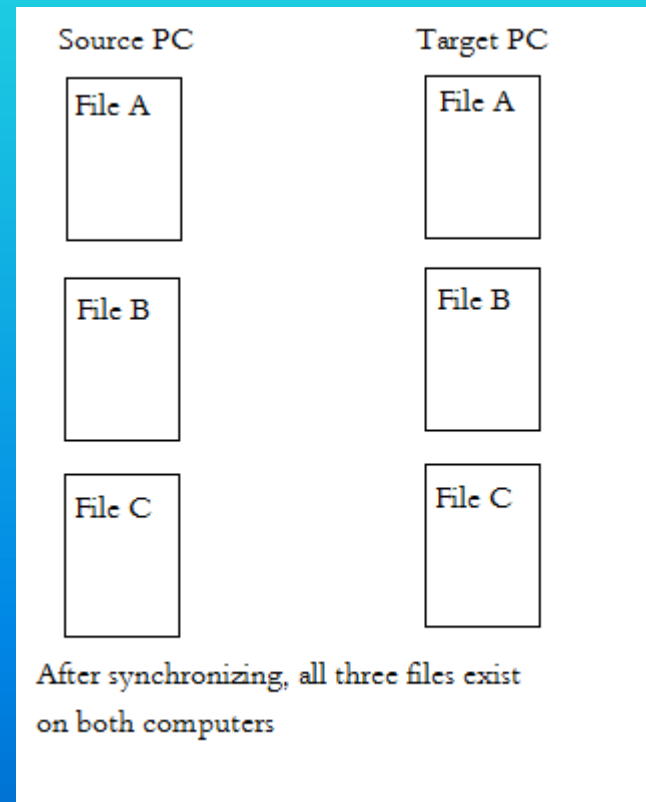 Source PC
Target PC
File A
File A
File B
File B
File C
File C
After synchronizing, all three files exist
on both computers